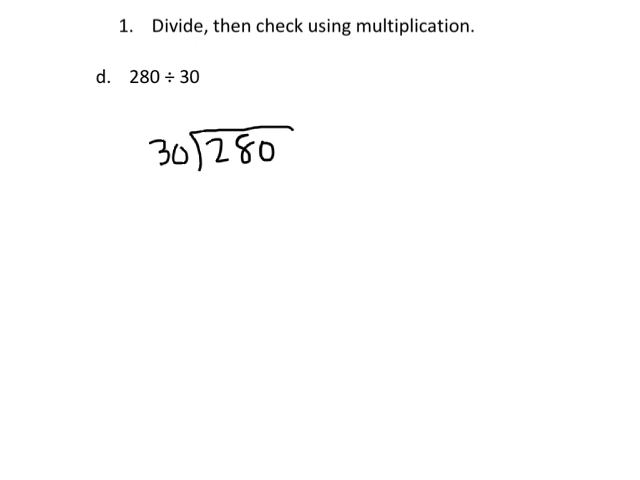 1. Divide, then check using multiplication.
d. 280 ÷ 30
30)280